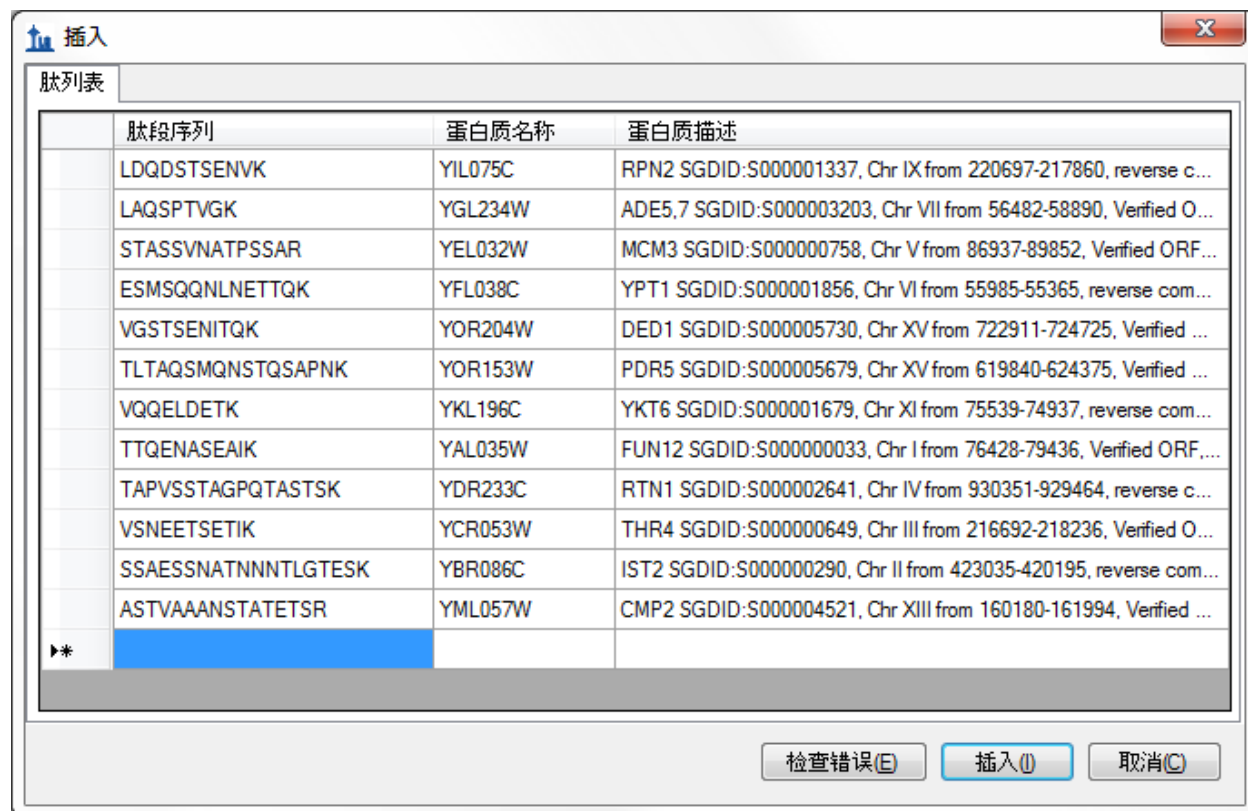 插入
肽列表
肽段序列 蛋白质名称 蛋白质描述
LDQDSTSENVK YIL075C RPN2 SGDID:S000001337, Chr IX from 220697-217860, reverse c...
LAQSPTVGK YGL234W ADE5,7 SGDID:S000003203, Chr VII from 56482-58890, Verified O...
STASSVNATPSSAR YEL032W MCM3 SGDID:S000000758, Chr V from 86937-89852, Verified ORF...
ESMSQQNLNETTQK YFL038C YPT1 SGDID:S000001856, Chr VI from 55985-55365, reverse com...
VGSTSENITQK YOR204W DED1 SGDID:S000005730, Chr XV from 722911-724725, Verified ...
TLTAQSMQNSTQSAPNK YOR153W PDR5 SGDID:S000005679, Chr XV from 619840-624375, Verified ...
VQQELDETK YKL196C YKT6 SGDID:S000001679, Chr XI from 75539-74937, reverse com...
TTQENASEAIK YAL035W FUN12 SGDID:S000000033, Chr I from 76428-79436, Verified ORF,...
TAPVSSTAGPQTASTSK YDR233C RTN1 SGDID:S000002641, Chr IV from 930351-929464, reverse c...
VSNEETSETIK YCR053W THR4 SGDID:S000000649, Chr III from 216692-218236, Verified O...
SSAESSNATNNNTLGTESK YBR086C IST2 SGDID:S000000290, Chr II from 423035-420195, reverse com...
ASTVAAANSTATETSR YML057W CMP2 SGDID:S000004521, Chr XIII from 160180-161994, Verified ...
检查错误(E) 插入(I) 取消(C)